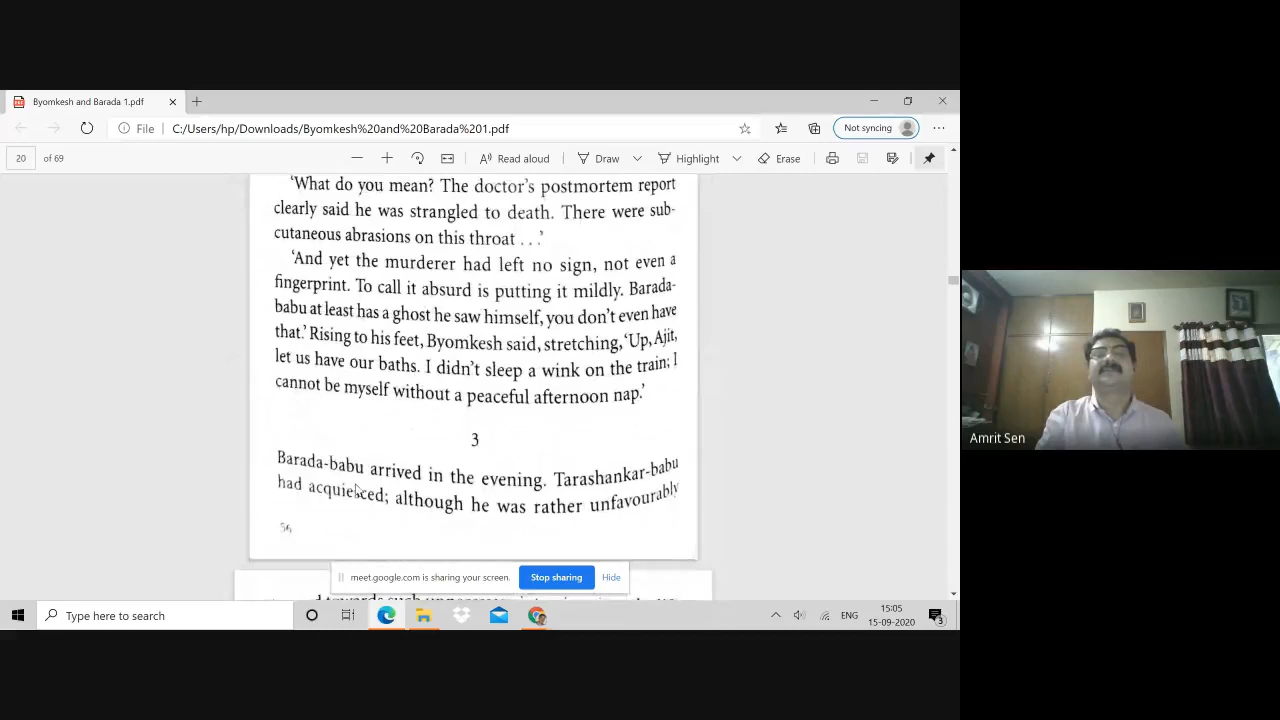 Byomkesh and Barada 1.pdf
File C:/Users/hp/Downloads/Byomkesh%20and%20Barada%201.pdf
Not syncing
20 of 69
Read aloud
Draw
Highlight
Erase
‘What do you mean? The doctor’s postmortem report
clearly said he was strangled to death. There were sub-
cutaneous abrasions on this throat . . .’
‘And yet the murderer had left no sign, not even a
fingerprint. To call it absurd is putting it mildly. Barada-
babu at least has a ghost he saw himself, you don’t even have
that.’ Rising to his feet, Byomkesh said, stretching, ‘Up, Ajit,
let us have our baths. I didn’t sleep a wink on the train; I
cannot be myself without a peaceful afternoon nap.’
3
Barada-babu arrived in the evening. Tarashankar-babu
had acquiesced; although he was rather unfavourably
towards such
meet.google.com is sharing your screen.
Stop sharing
Hide
Type here to search
ENG
15:05
15-09-2020
3
Amrit Sen